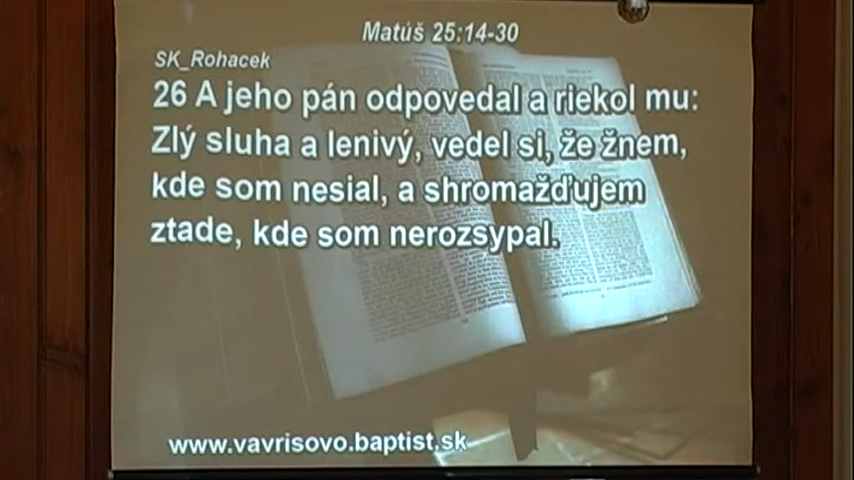 Matúš 25:14-30
SK_Rohacek
26 A jeho pán odpovedal a riekol mu:
Zlý sluha a lenivý, vedel si, že žnem,
kde som nesial, a shromažďujem
ztade, kde som nerozsypal.
www.vavrisovo.baptist.sk